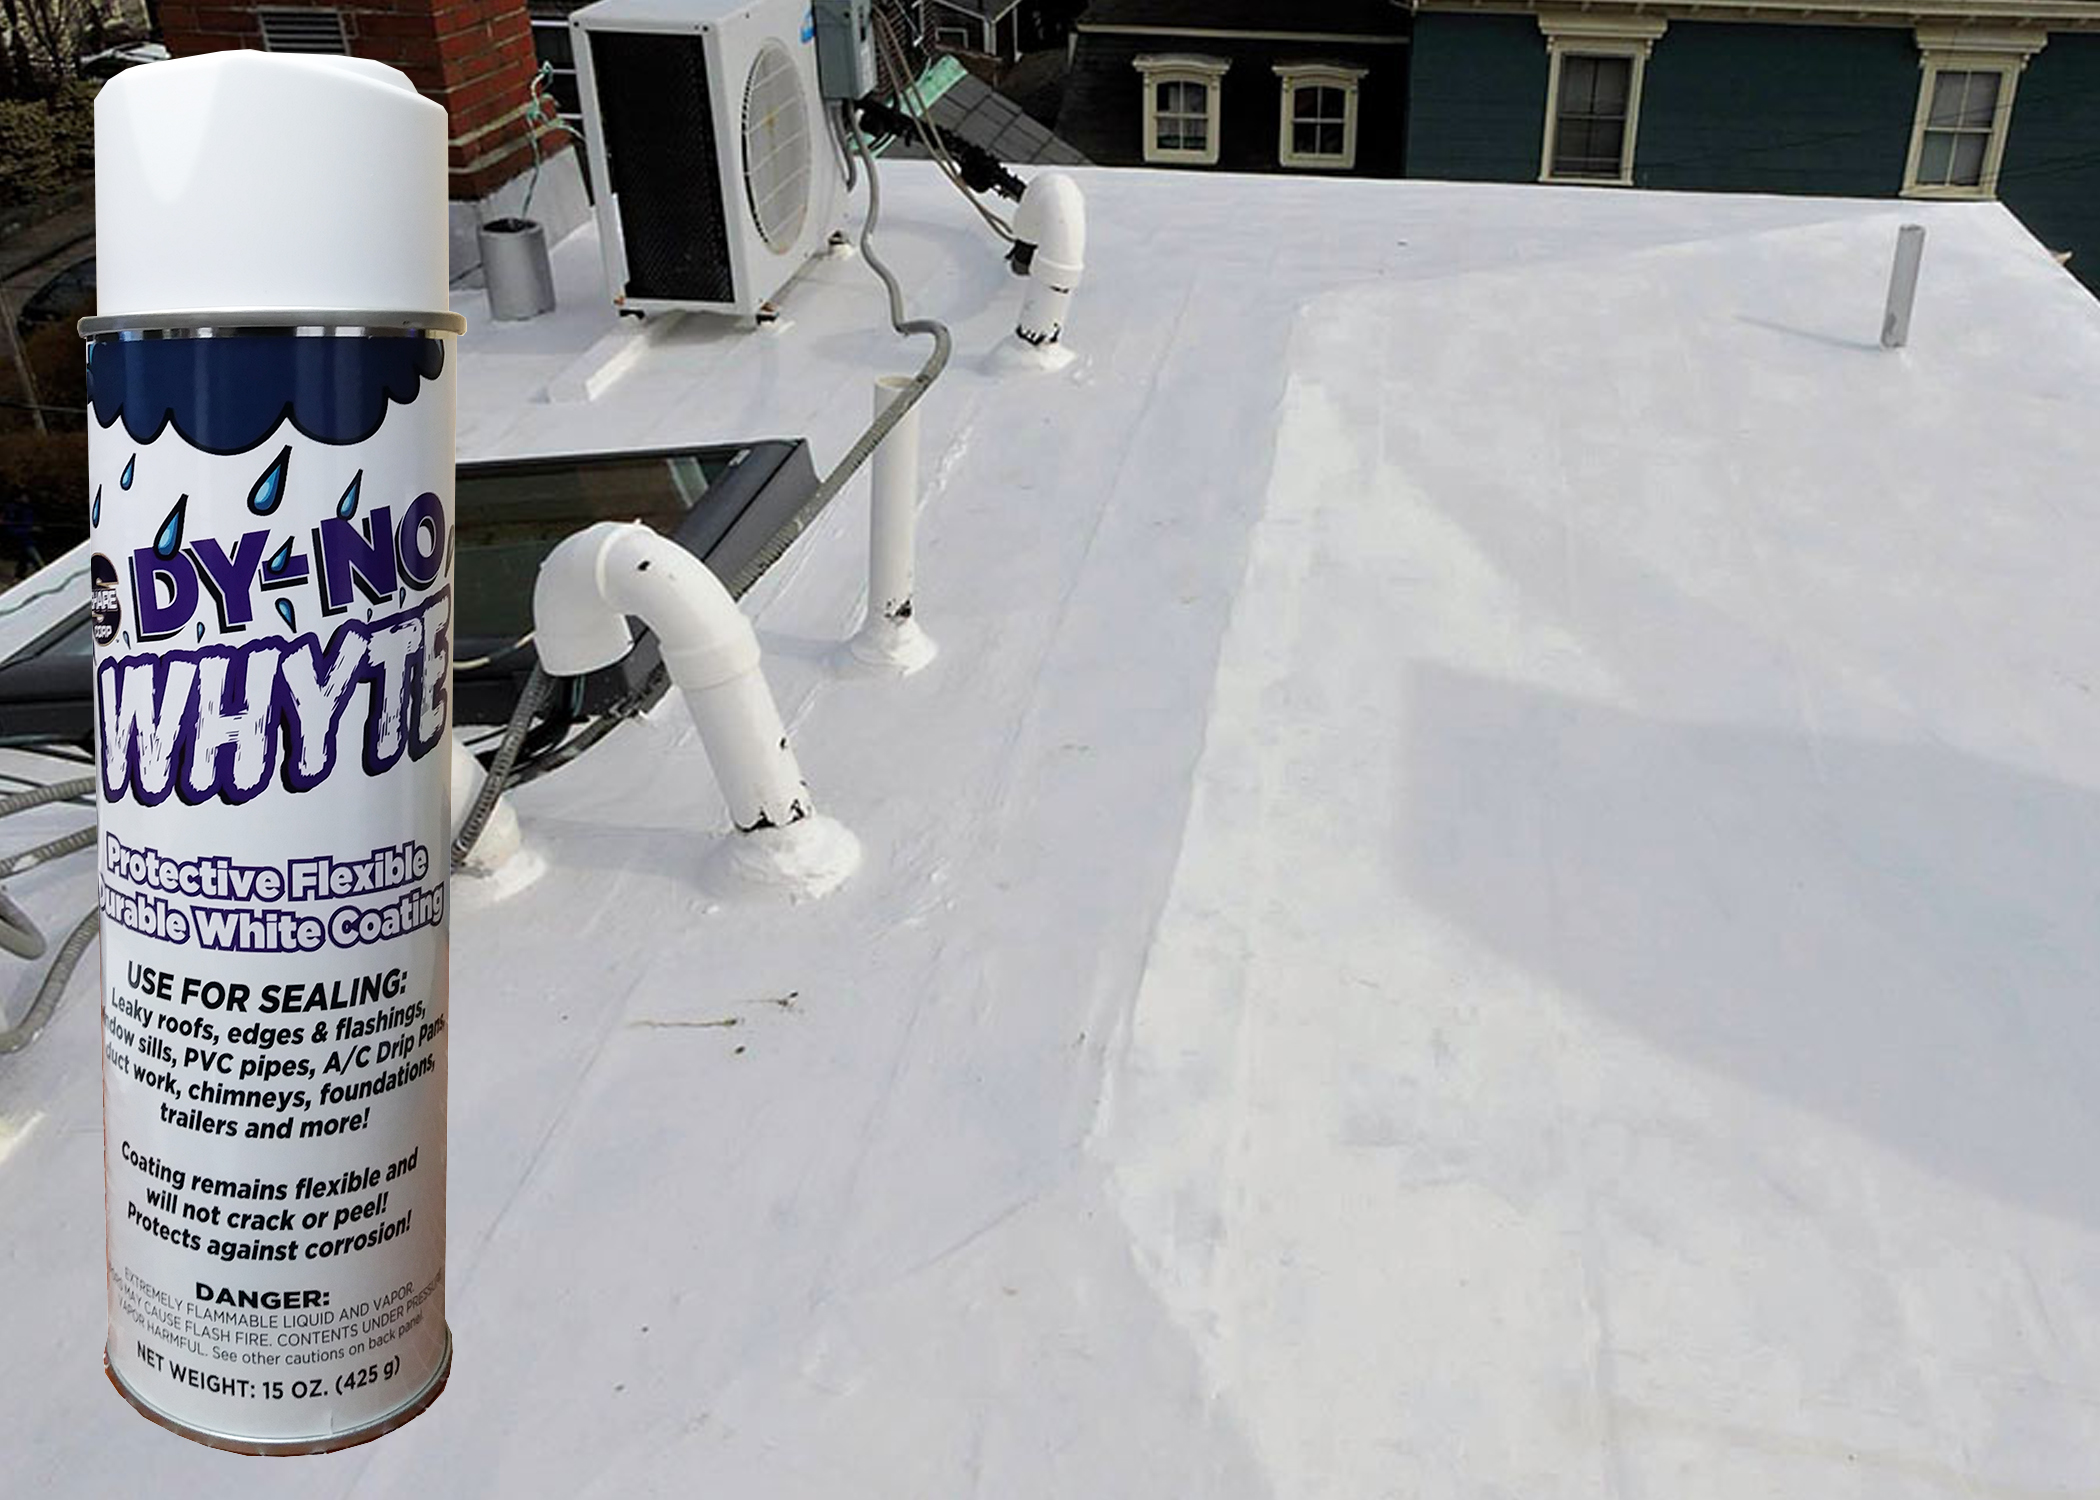 SHARE
CORP
DY-NO
WHYTE
Protective Flexible
Durable White Coating
USE FOR SEALING:
Leaky roofs, edges & flashings,
window sills, PVC pipes, A/C Drip Pans,
duct work, chimneys, foundations,
trailers and more!
Coating remains flexible and
will not crack or peel!
Protects against corrosion!
DANGER:
EXTREMELY FLAMMABLE LIQUID AND VAPOR.
MAY CAUSE FLASH FIRE. CONTENTS UNDER PRESSURE.
VAPOR HARMFUL. See other cautions on back panel.
NET WEIGHT: 15 OZ. (425 g)